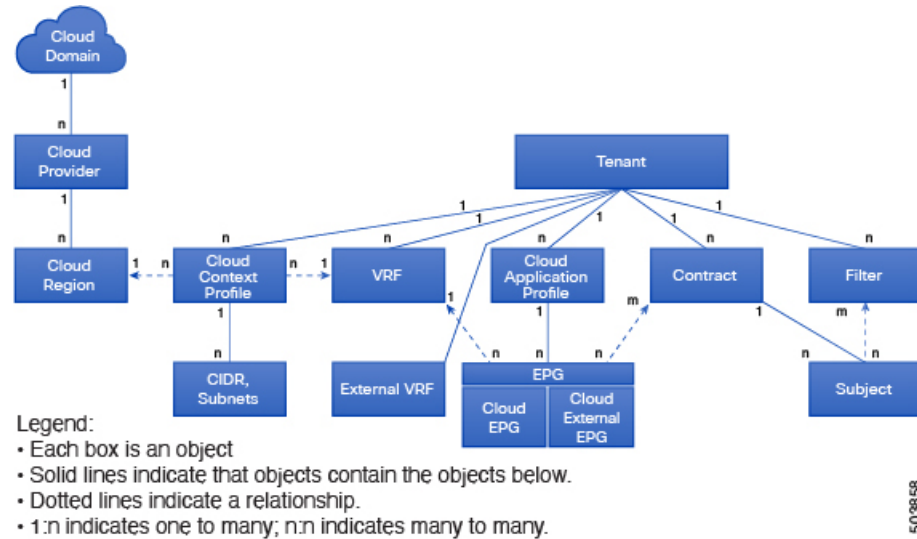 Cloud
Domain
1
n
Cloud
Provider
Tenant
1
1
1
1
1
1
n
n
n
n
n
n
Cloud
Region
1
n
Cloud
Context
Profile
n
1
VRF
Cloud
Application
Profile
Contract
Filter
1
1
1
m
1
m
n
n
n
n
n
n
CIDR,
Subnets
External VRF
EPG
Cloud
EPG
Cloud
External
EPG
Subject
Legend:
• Each box is an object
• Solid lines indicate that objects contain the objects below.
• Dotted lines indicate a relationship.
• 1:n indicates one to many; n:n indicates many to many.
503858